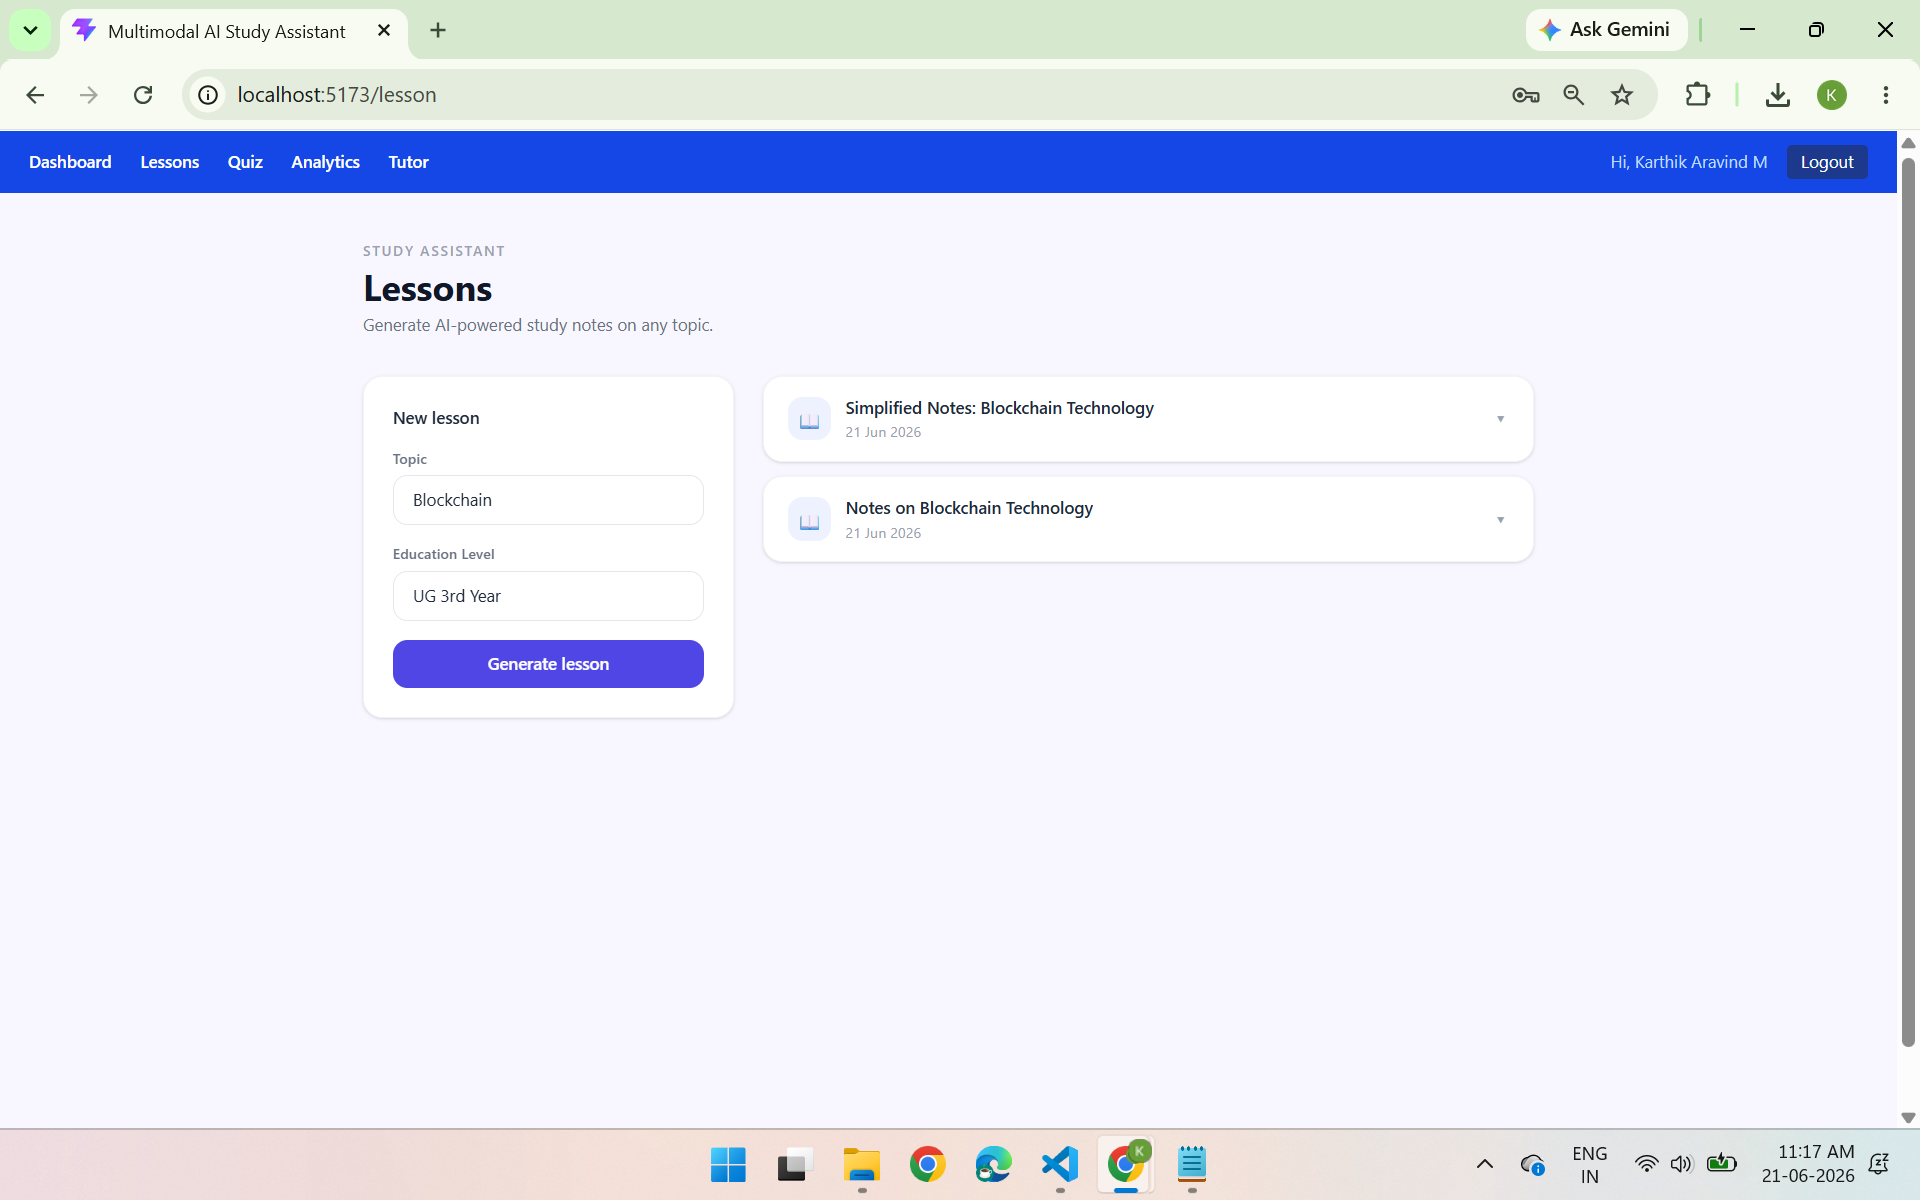 Multimodal AI Study Assistant
Ask Gemini
localhost:5173/lesson
K
Dashboard
Lessons
Quiz
Analytics
Tutor
Hi, Karthik Aravind M
Logout
STUDY ASSISTANT
Lessons
Generate AI-powered study notes on any topic.
New lesson
Topic
Blockchain
Education Level
UG 3rd Year
Generate lesson
Simplified Notes: Blockchain Technology
21 Jun 2026
Notes on Blockchain Technology
21 Jun 2026
K
ENG
IN
11:17 AM
21-06-2026